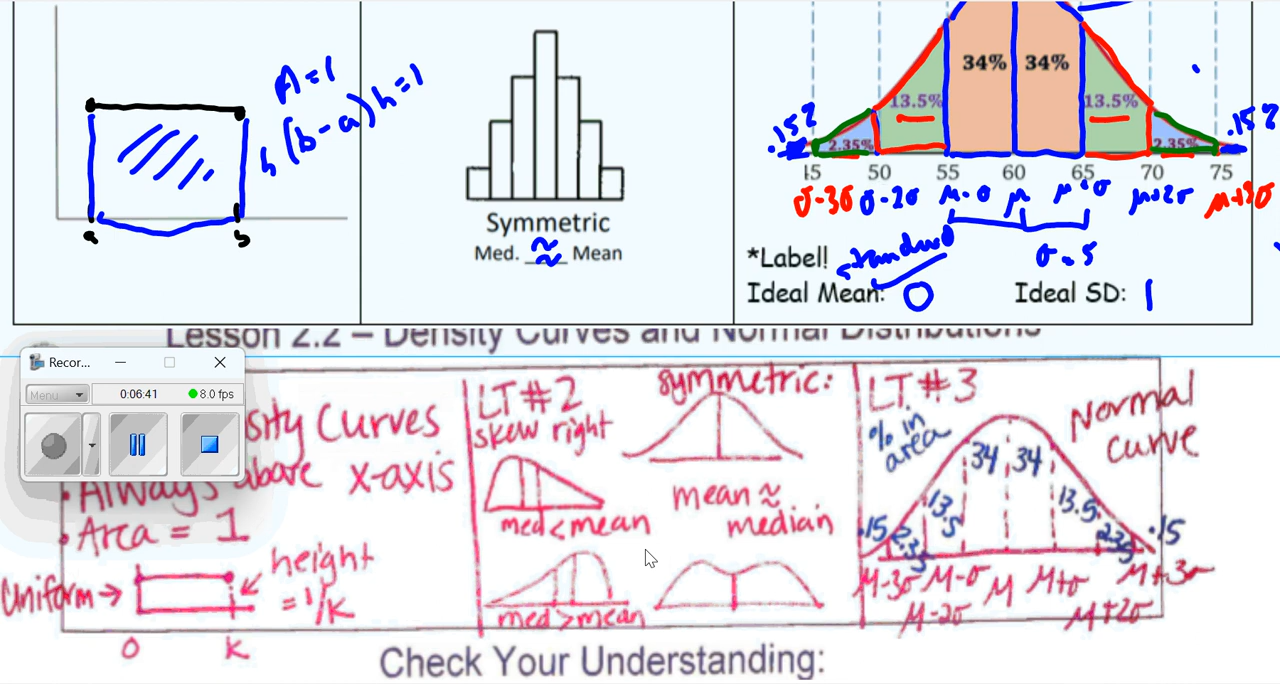 A=1
(b-a)h=1
h
a
b
Symmetric
Med. ≈ Mean
34% 34%
13.5% 13.5%
.15% .15%
2.35% 2.35%
45 50 55 60 65 70 75
σ-3σ σ-2σ μ-σ μ μ+σ μ+2σ μ+3σ
σ=5
*Label! standard
Ideal Mean: 0 Ideal SD: 1
Lesson 2.2 – Density Curves and Normal Distributions
Recor...
Menu 0:06:41 8.0 fps
sity Curves
• Always above x-axis
• Area = 1
Uniform→
height
= 1/K
0 K
LT#2
skew right
symmetric:
med<mean
mean ≈
median
med>mean
LT#3
Normal
curve
% in
area
34 34
13.5 13.5
.15 2.35 2.35 .15
μ-3σ μ-σ μ μ+σ μ+3σ
μ-2σ μ+2σ
Check Your Understanding: